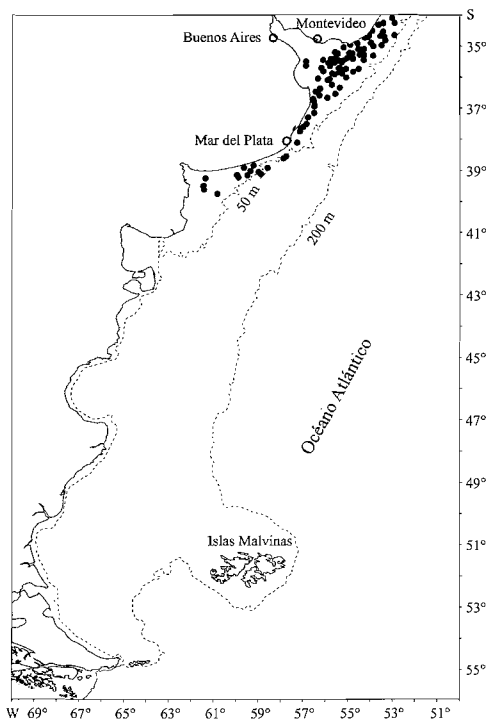 S
Montevideo
Buenos Aires
35°
37°
Mar del Plata
39°
50 m
200 m
41°
43°
45°
Océano Atlántico
47°
49°
Islas Malvinas
51°
53°
55°
W 69° 67° 65° 63° 61° 59° 57° 55° 53° 51°